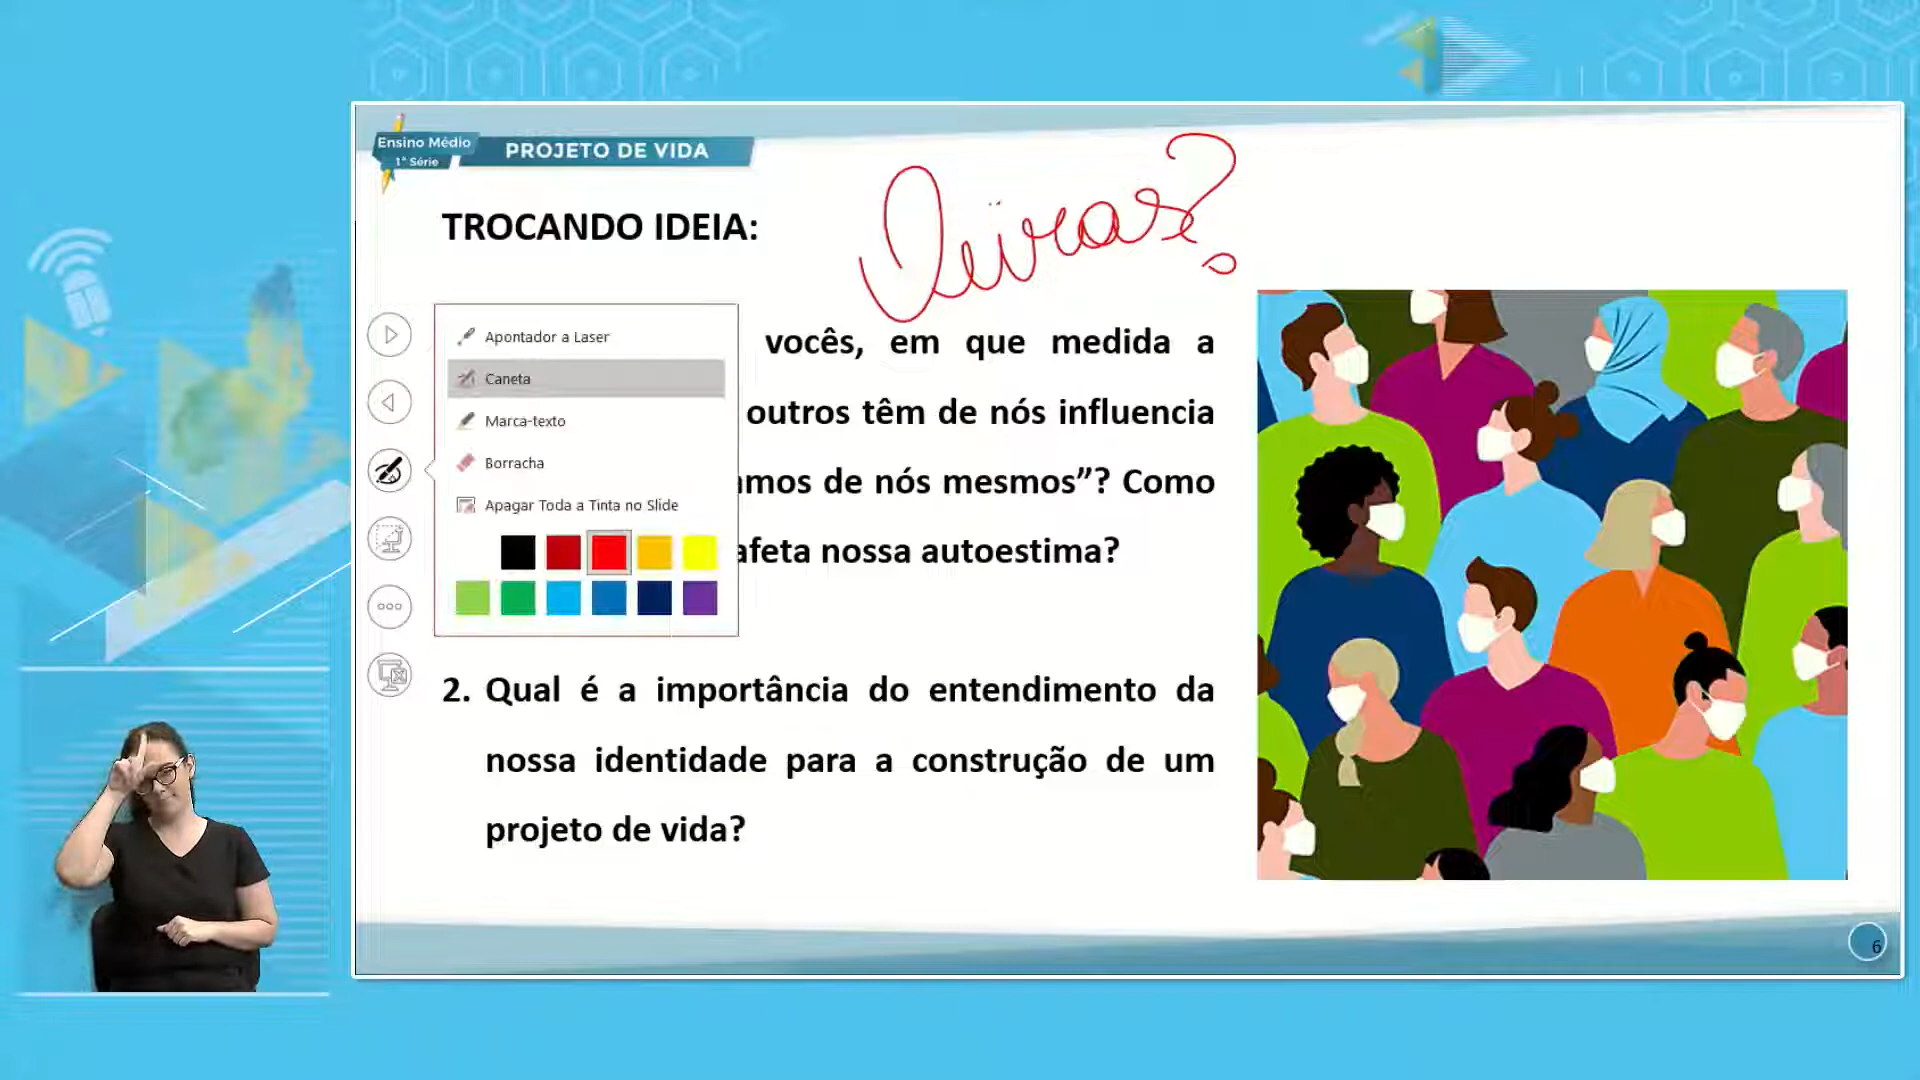 Ensino Médio
1ª Série
PROJETO DE VIDA
TROCANDO IDEIA:
Apontador a Laser
Caneta
Marca-texto
Borracha
Apagar Toda a Tinta no Slide
vocês, em que medida a
outros têm de nós influencia
amos de nós mesmos”? Como
afeta nossa autoestima?
2. Qual é a importância do entendimento da
nossa identidade para a construção de um
projeto de vida?
6